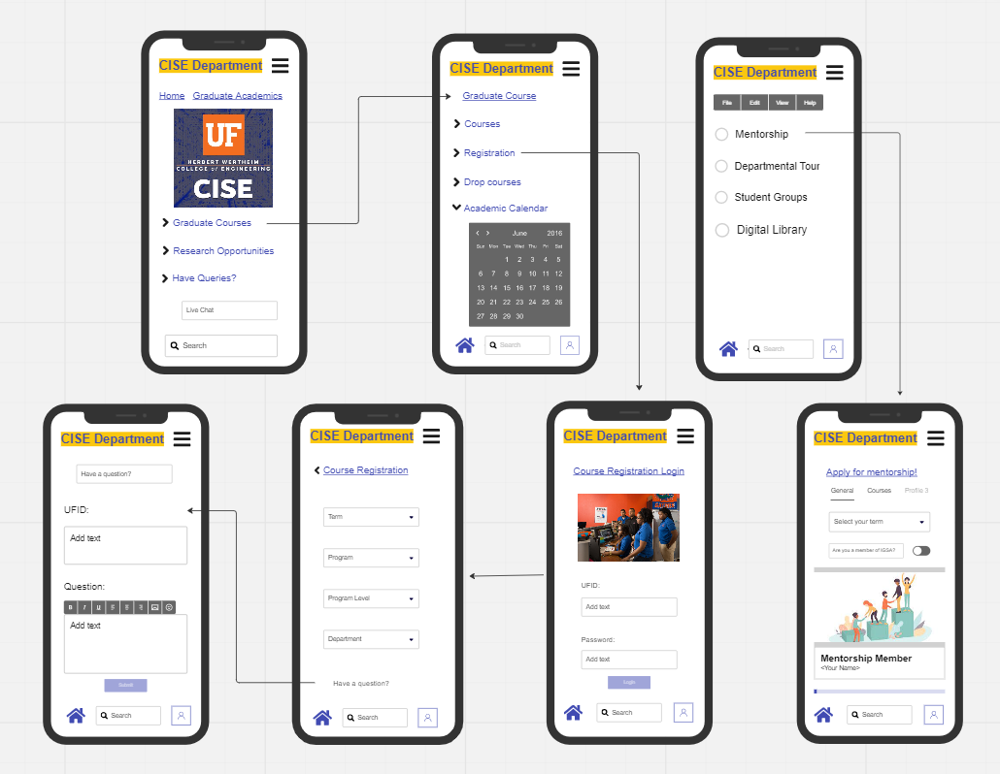 CISE Department
Home Graduate Academics
UF
HERBERT WERTHEIM
COLLEGE of ENGINEERING
CISE
Graduate Courses
Research Opportunities
Have Queries?
Live Chat
Search
CISE Department
Graduate Course
Courses
Registration
Drop courses
Academic Calendar
June 2016
Sun Mon Tue Wed Thu Fri Sat
1 2 3 4 5
6 7 8 9 10 11 12
13 14 15 16 17 18 19
20 21 22 23 24 25 26
27 28 29 30
Search
CISE Department
File Edit View Help
Mentorship
Departmental Tour
Student Groups
Digital Library
Search
CISE Department
Have a question?
UFID:
Add text
Question:
B I U
Add text
Submit
Search
CISE Department
Course Registration
Term
Program
Program Level
Department
Have a question?
Search
CISE Department
Course Registration Login
UFID:
Add text
Password:
Add text
Login
Search
CISE Department
Apply for mentorship!
General Courses Profile 3
Select your term
Are you a member of IGSA?
Mentorship Member
<Your Name>
Search